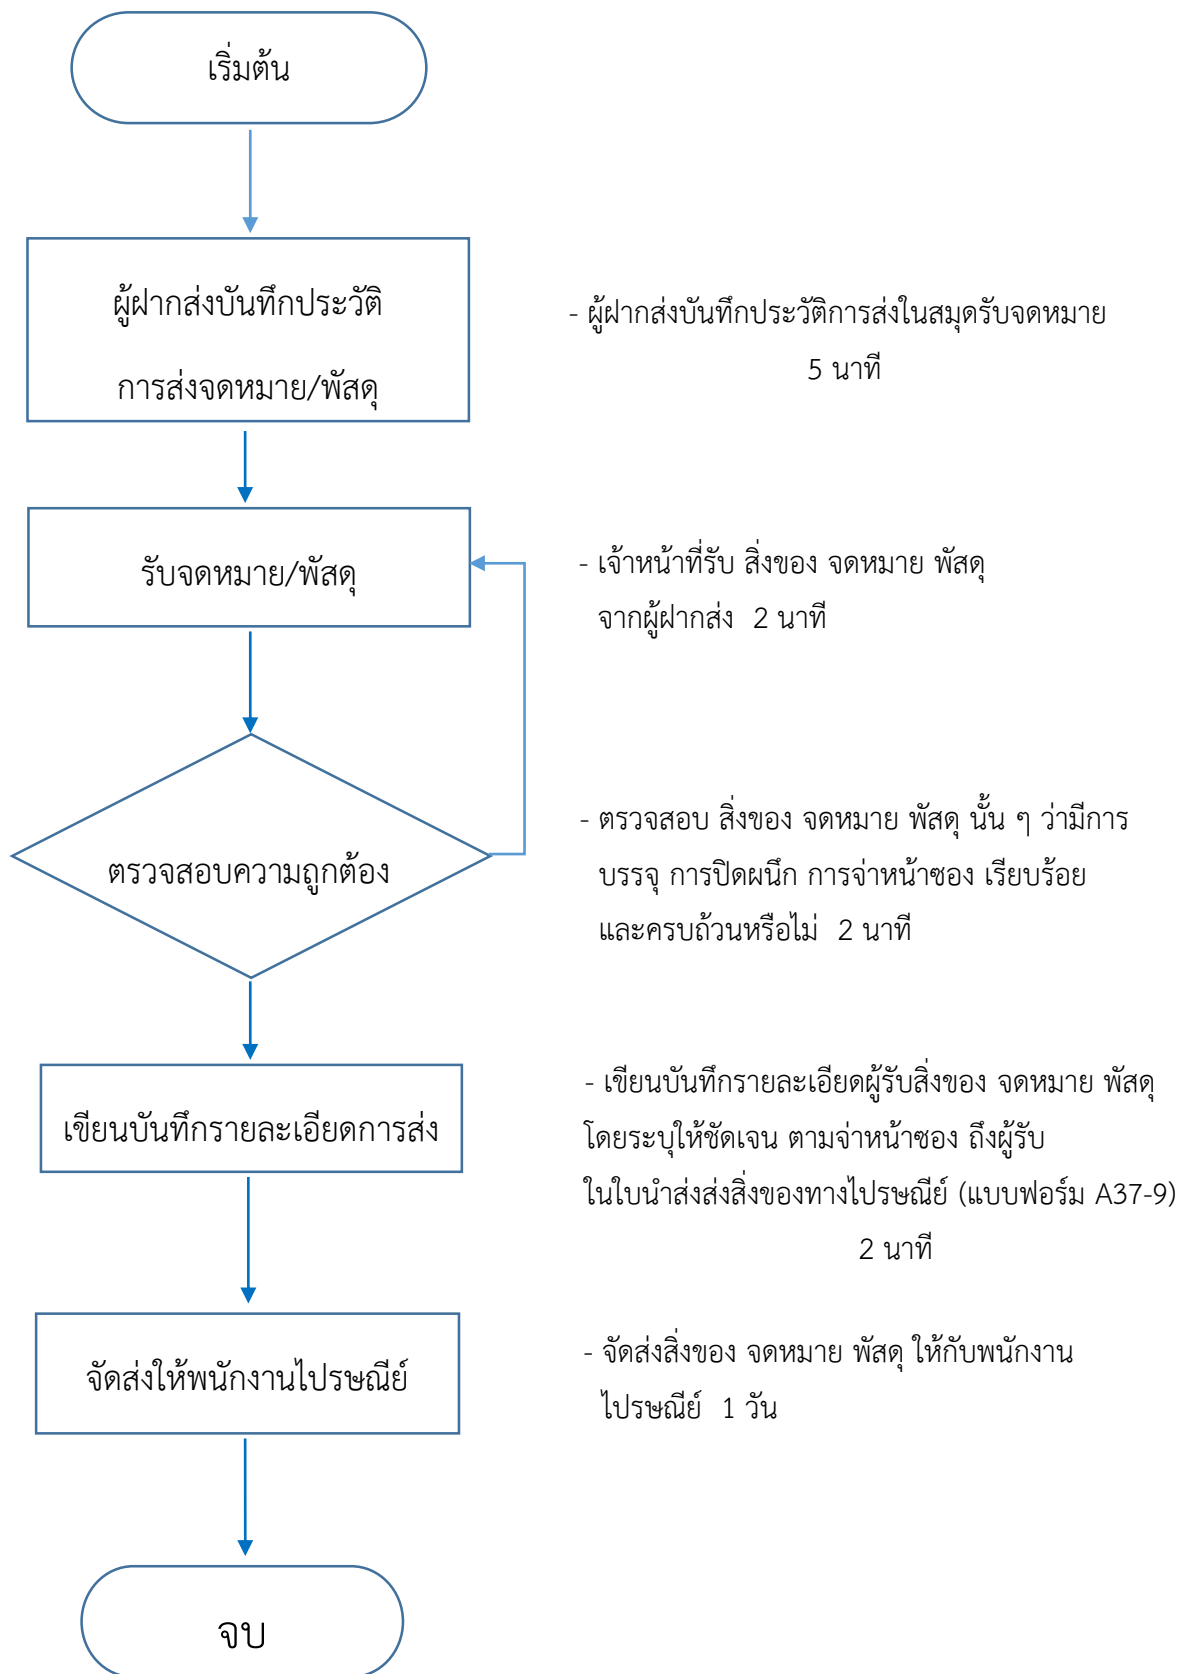 เริ่มต้น
ผู้ฝากส่งบันทึกประวัติ
การส่งจดหมาย/พัสดุ
- ผู้ฝากส่งบันทึกประวัติการส่งในสมุดรับจดหมาย
5 นาที
รับจดหมาย/พัสดุ
- เจ้าหน้าที่รับ สิ่งของ จดหมาย พัสดุ
จากผู้ฝากส่ง 2 นาที
ตรวจสอบความถูกต้อง
- ตรวจสอบ สิ่งของ จดหมาย พัสดุ นั้น ๆ ว่ามีการ
บรรจุ การปิดผนึก การจ่าหน้าซอง เรียบร้อย
และครบถ้วนหรือไม่ 2 นาที
เขียนบันทึกรายละเอียดการส่ง
- เขียนบันทึกรายละเอียดผู้รับสิ่งของ จดหมาย พัสดุ
โดยระบุให้ชัดเจน ตามจ่าหน้าซอง ถึงผู้รับ
ในใบนำส่งส่งสิ่งของทางไปรษณีย์ (แบบฟอร์ม A37-9)
2 นาที
จัดส่งให้พนักงานไปรษณีย์
- จัดส่งสิ่งของ จดหมาย พัสดุ ให้กับพนักงาน
ไปรษณีย์ 1 วัน
จบ